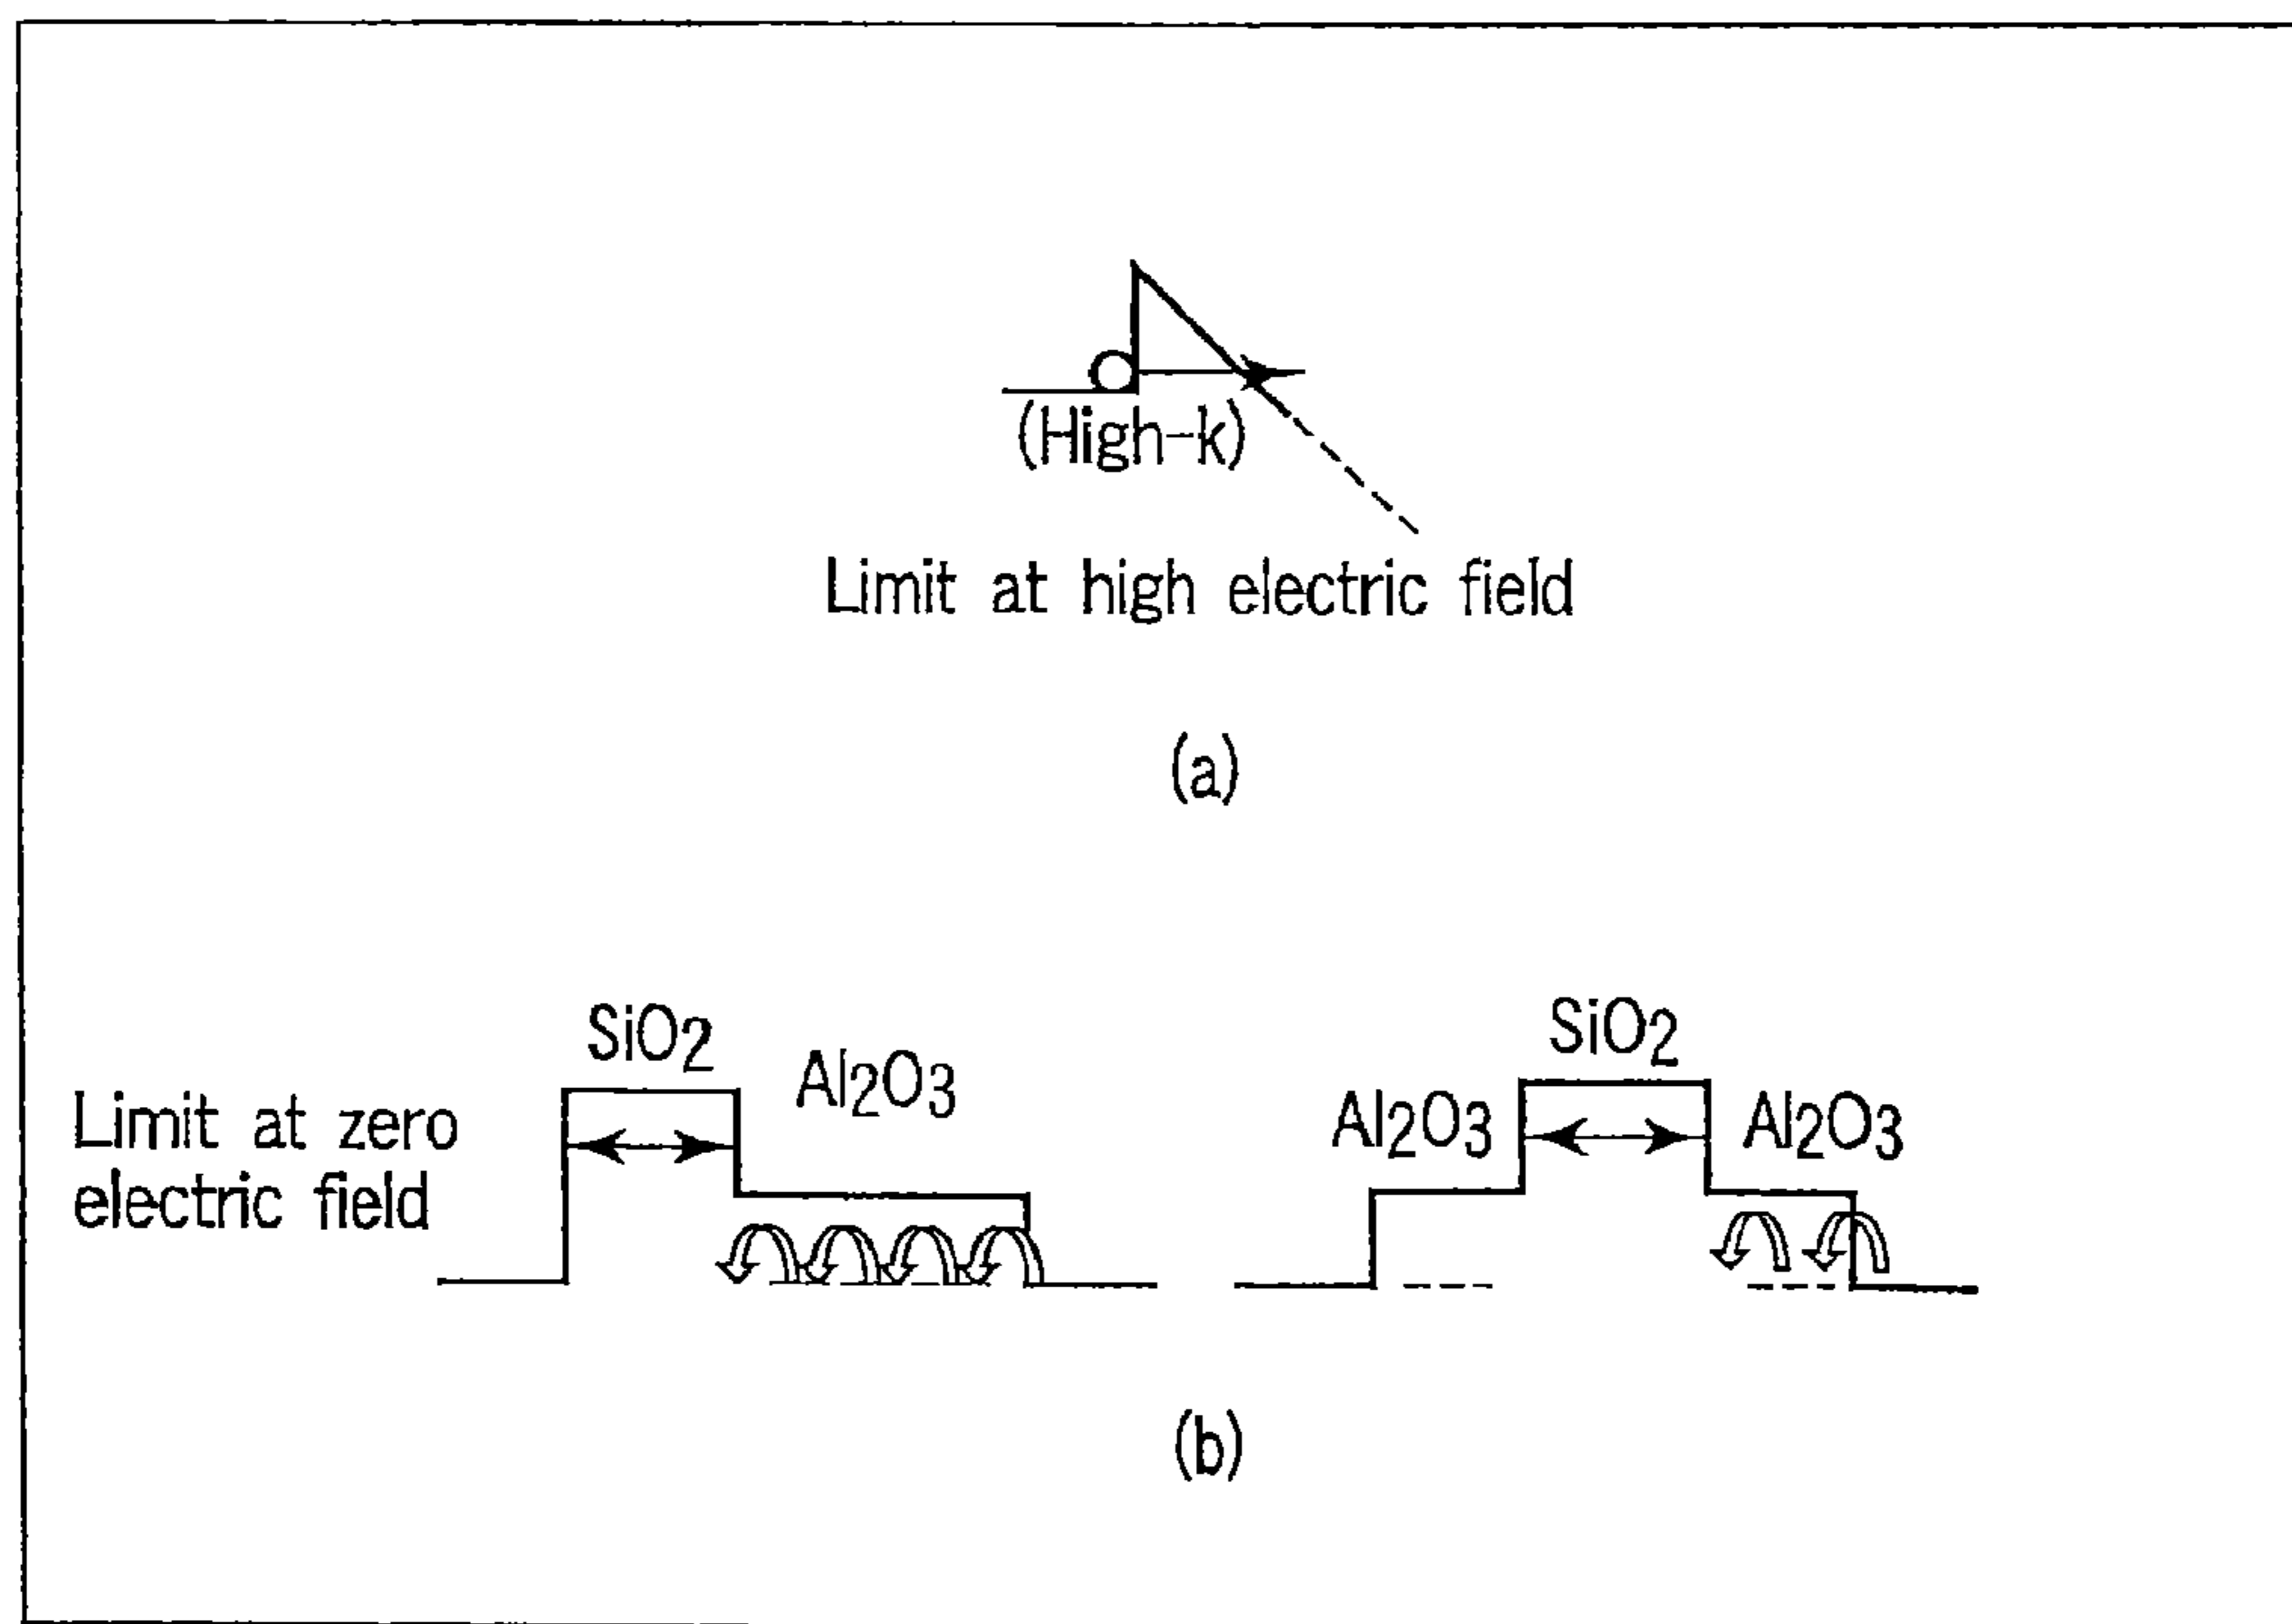 (High-k)
Limit at high electric field
(a)
SiO2
Al2O3
Limit at zero
electric field
SiO2
Al2O3
Al2O3
(b)